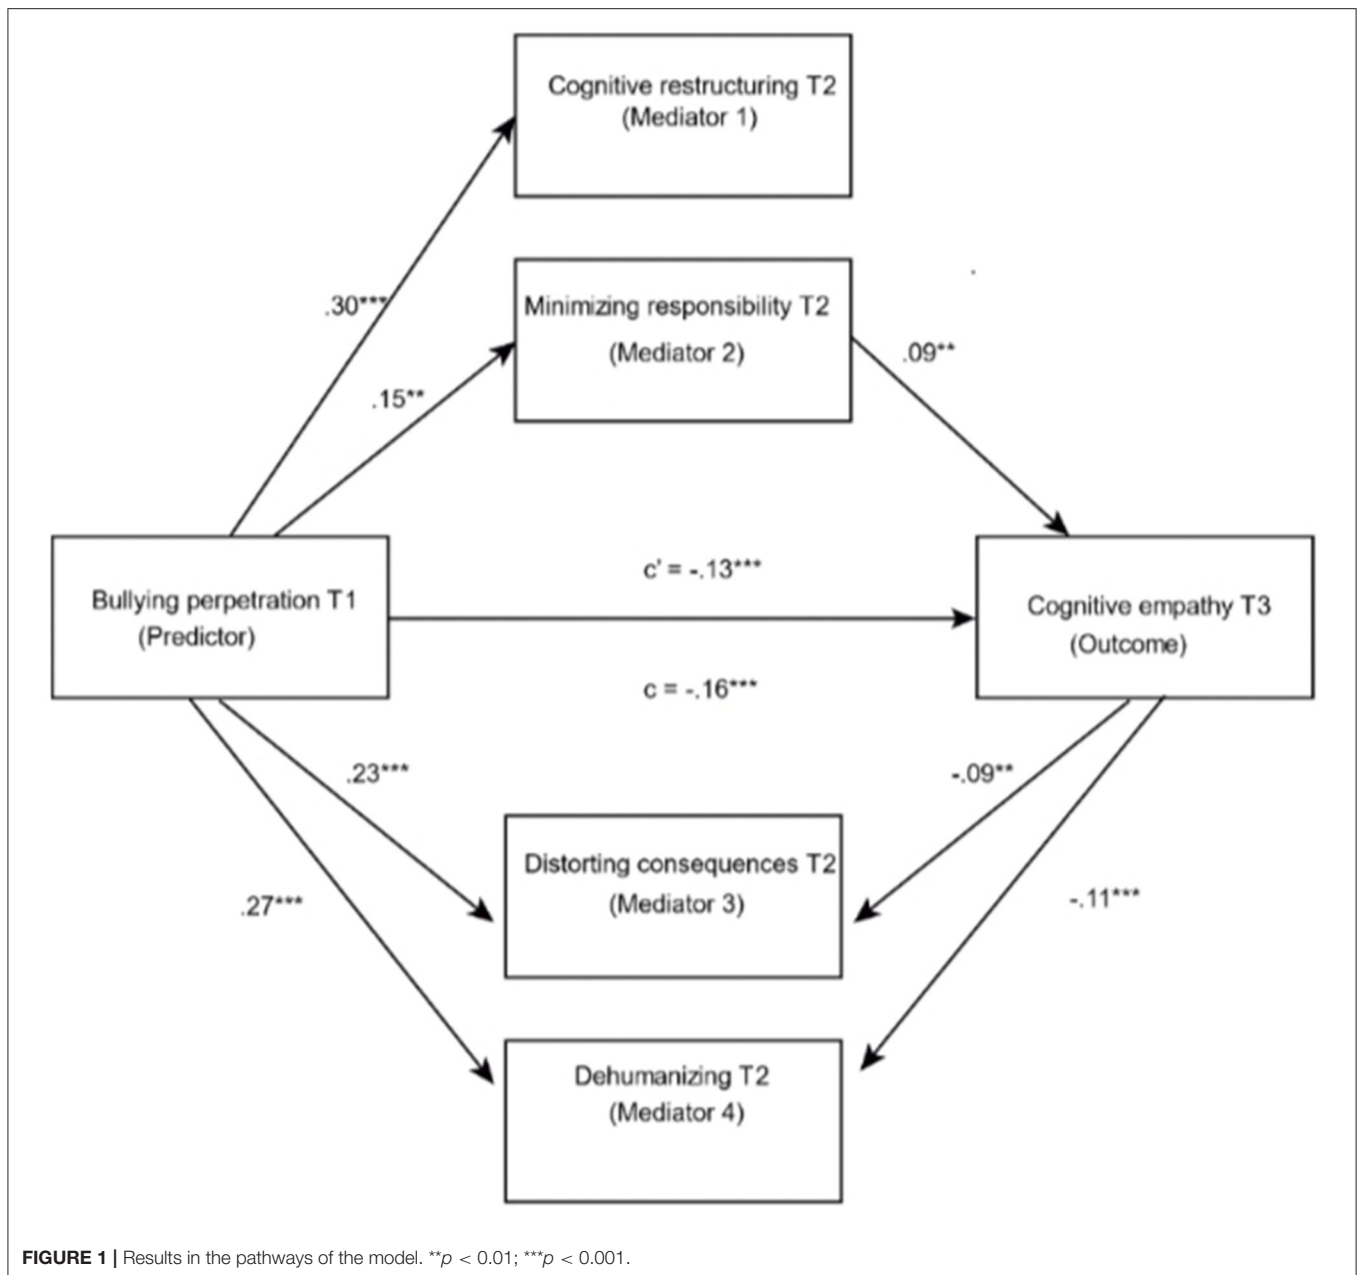 Cognitive restructuring T2
(Mediator 1)
.30***
Minimizing responsibility T2
(Mediator 2)
.09**
.15**
c' = -.13***
Bullying perpetration T1
(Predictor)
Cognitive empathy T3
(Outcome)
c = -.16***
.23***
-.09**
Distorting consequences T2
(Mediator 3)
.27***
-.11***
Dehumanizing T2
(Mediator 4)
FIGURE 1 | Results in the pathways of the model. **p < 0.01; ***p < 0.001.